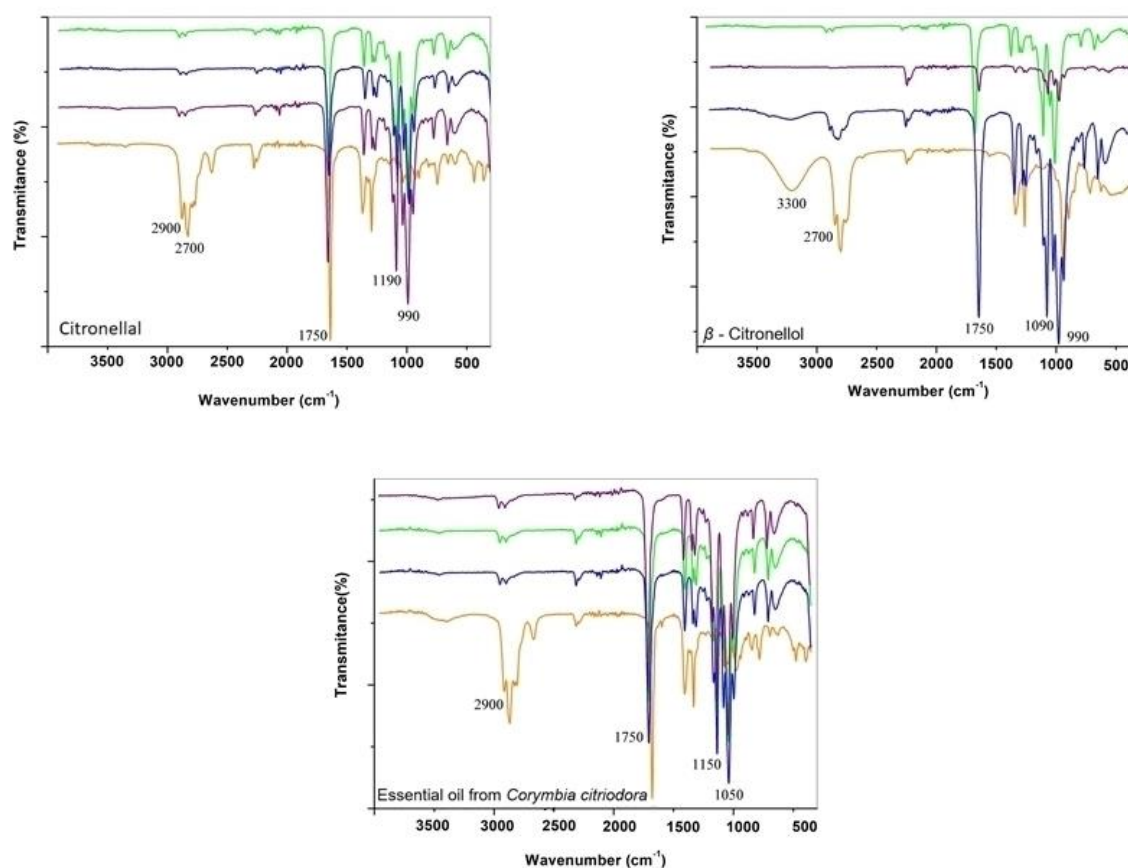 Transmitance (%)
2900
2700
1190
990
1750
Citronellal
3500 3000 2500 2000 1500 1000 500
Wavenumber (cm⁻¹)
Transmitance (%)
3300
2700
1750
1090
990
β - Citronellol
3500 3000 2500 2000 1500 1000 500
Wavenumber (cm⁻¹)
Transmitance(%)
2900
1750
1150
1050
Essential oil from Corymbia citriodora
3500 3000 2500 2000 1500 1000 500
Wavenumber (cm⁻¹)